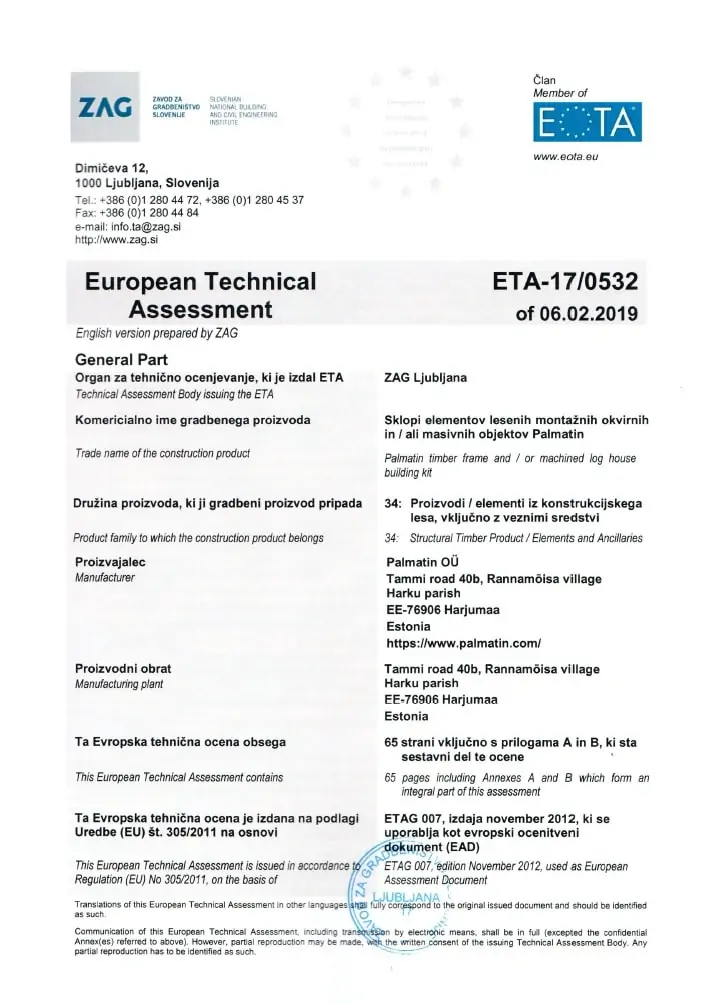 ZAG
ZAVOD ZA
GRADBENIŠTVO
SLOVENIJE
SLOVENIAN
NATIONAL BUILDING
AND CIVIL ENGINEERING
INSTITUTE
Član
Member of
EOTA
www.eota.eu
Dimičeva 12,
1000 Ljubljana, Slovenija
Tel.: +386 (0)1 280 44 72, +386 (0)1 280 45 37
Fax: +386 (0)1 280 44 84
e-mail: info.ta@zag.si
http://www.zag.si
European Technical
Assessment
ETA-17/0532
of 06.02.2019
English version prepared by ZAG
General Part
Organ za tehnično ocenjevanje, ki je izdal ETA
Technical Assessment Body issuing the ETA
ZAG Ljubljana
Komericialno ime gradbenega proizvoda
Trade name of the construction product
Sklopi elementov lesenih montažnih okvirnih
in / ali masivnih objektov Palmatin
Palmatin timber frame and / or machined log house
building kit
Družina proizvoda, ki ji gradbeni proizvod pripada
Product family to which the construction product belongs
34: Proizvodi / elementi iz konstrukcijskega
lesa, vključno z veznimi sredstvi
34: Structural Timber Product / Elements and Ancillaries
Proizvajalec
Manufacturer
Palmatin OÜ
Tammi road 40b, Rannamõisa village
Harku parish
EE-76906 Harjumaa
Estonia
https://www.palmatin.com/
Proizvodni obrat
Manufacturing plant
Tammi road 40b, Rannamõisa village
Harku parish
EE-76906 Harjumaa
Estonia
Ta Evropska tehnična ocena obsega
This European Technical Assessment contains
65 strani vključno s prilogama A in B, ki sta
sestavni del te ocene
65 pages including Annexes A and B which form an
integral part of this assessment
Ta Evropska tehnična ocena je izdana na podlagi
Uredbe (EU) št. 305/2011 na osnovi
This European Technical Assessment is issued in accordance to
Regulation (EU) No 305/2011, on the basis of
ETAG 007, izdaja november 2012, ki se
uporablja kot evropski ocenitveni
dokument (EAD)
ETAG 007, edition November 2012, used as European
Assessment Document
ZAVOD ZA GRADBENIŠTVO
LJUBLJANA
17
Translations of this European Technical Assessment in other languages shall fully correspond to the original issued document and should be identified
as such.
Communication of this European Technical Assessment, including transmission by electronic means, shall be in full (excepted the confidential
Annex(es) referred to above). However, partial reproduction may be made, with the written consent of the issuing Technical Assessment Body. Any
partial reproduction has to be identified as such.